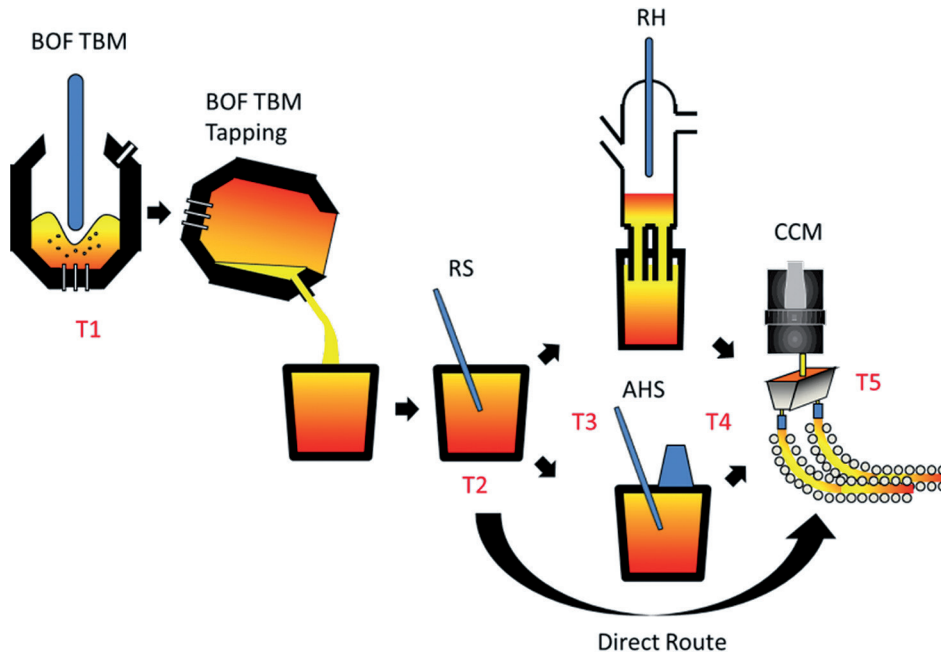 BOF TBM
BOF TBM
Tapping
RH
CCM
RS
T1
T5
AHS
T3
T4
T2
Direct Route